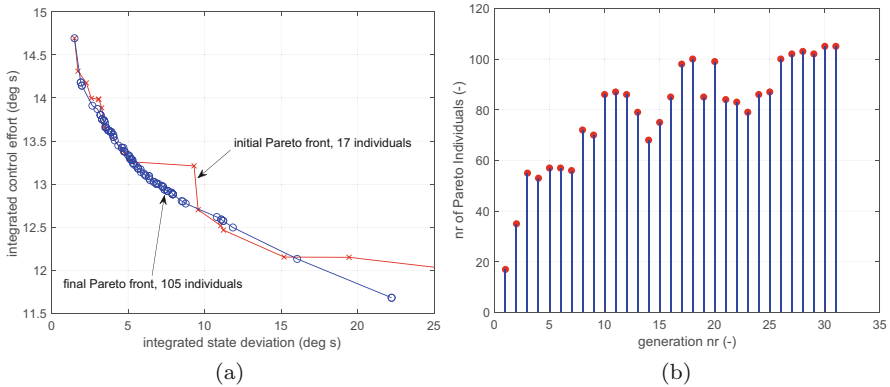 15
14.5
14
13.5
13
12.5
12
11.5
integrated control effort (deg s)
initial Pareto front, 17 individuals
final Pareto front, 105 individuals
0 5 10 15 20 25
integrated state deviation (deg s)
(a)
120
100
80
60
40
20
0
nr of Pareto Individuals (-)
0 5 10 15 20 25 30 35
generation nr (-)
(b)